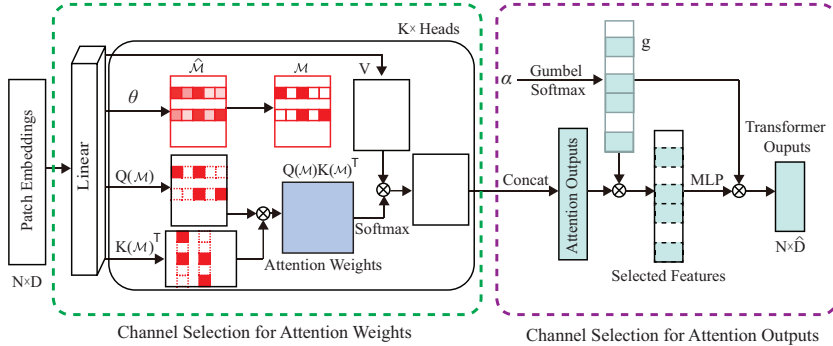 K× Heads
Patch Embeddings
N×D
Linear
θ
M̂
M
V
Q(M)
K(M)ᵀ
Q(M)K(M)ᵀ
Softmax
Attention Weights
Channel Selection for Attention Weights
α
Gumbel
Softmax
g
Concat
Attention Outputs
Selected Features
MLP
Transformer
Ouputs
N×D̂
Channel Selection for Attention Outputs